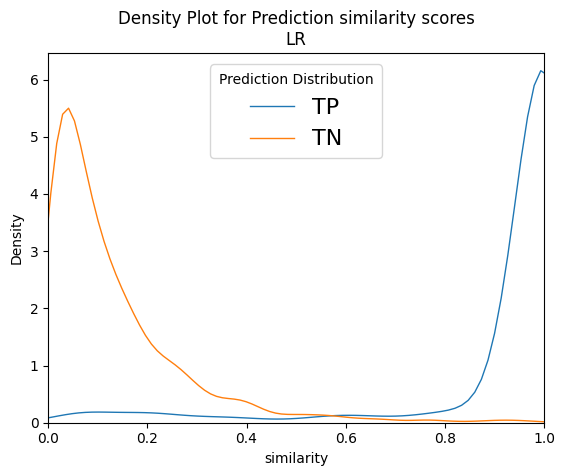 Density Plot for Prediction similarity scores
LR
Prediction Distribution
TP
TN
6
5
4
3
2
1
0
Density
0.0 0.2 0.4 0.6 0.8 1.0
similarity